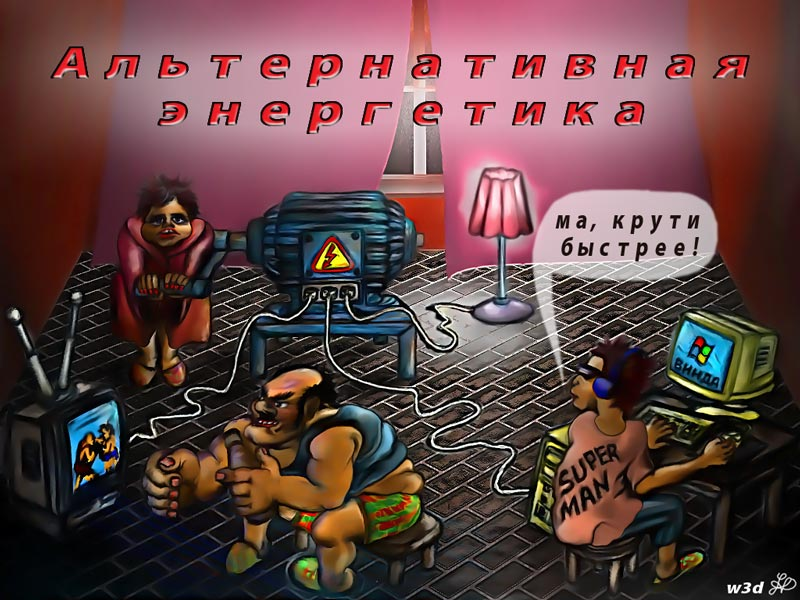 Альтернативная
энергетика
ма, крути
быстрее!
ВИНДА
SUPER
MAN
w3d